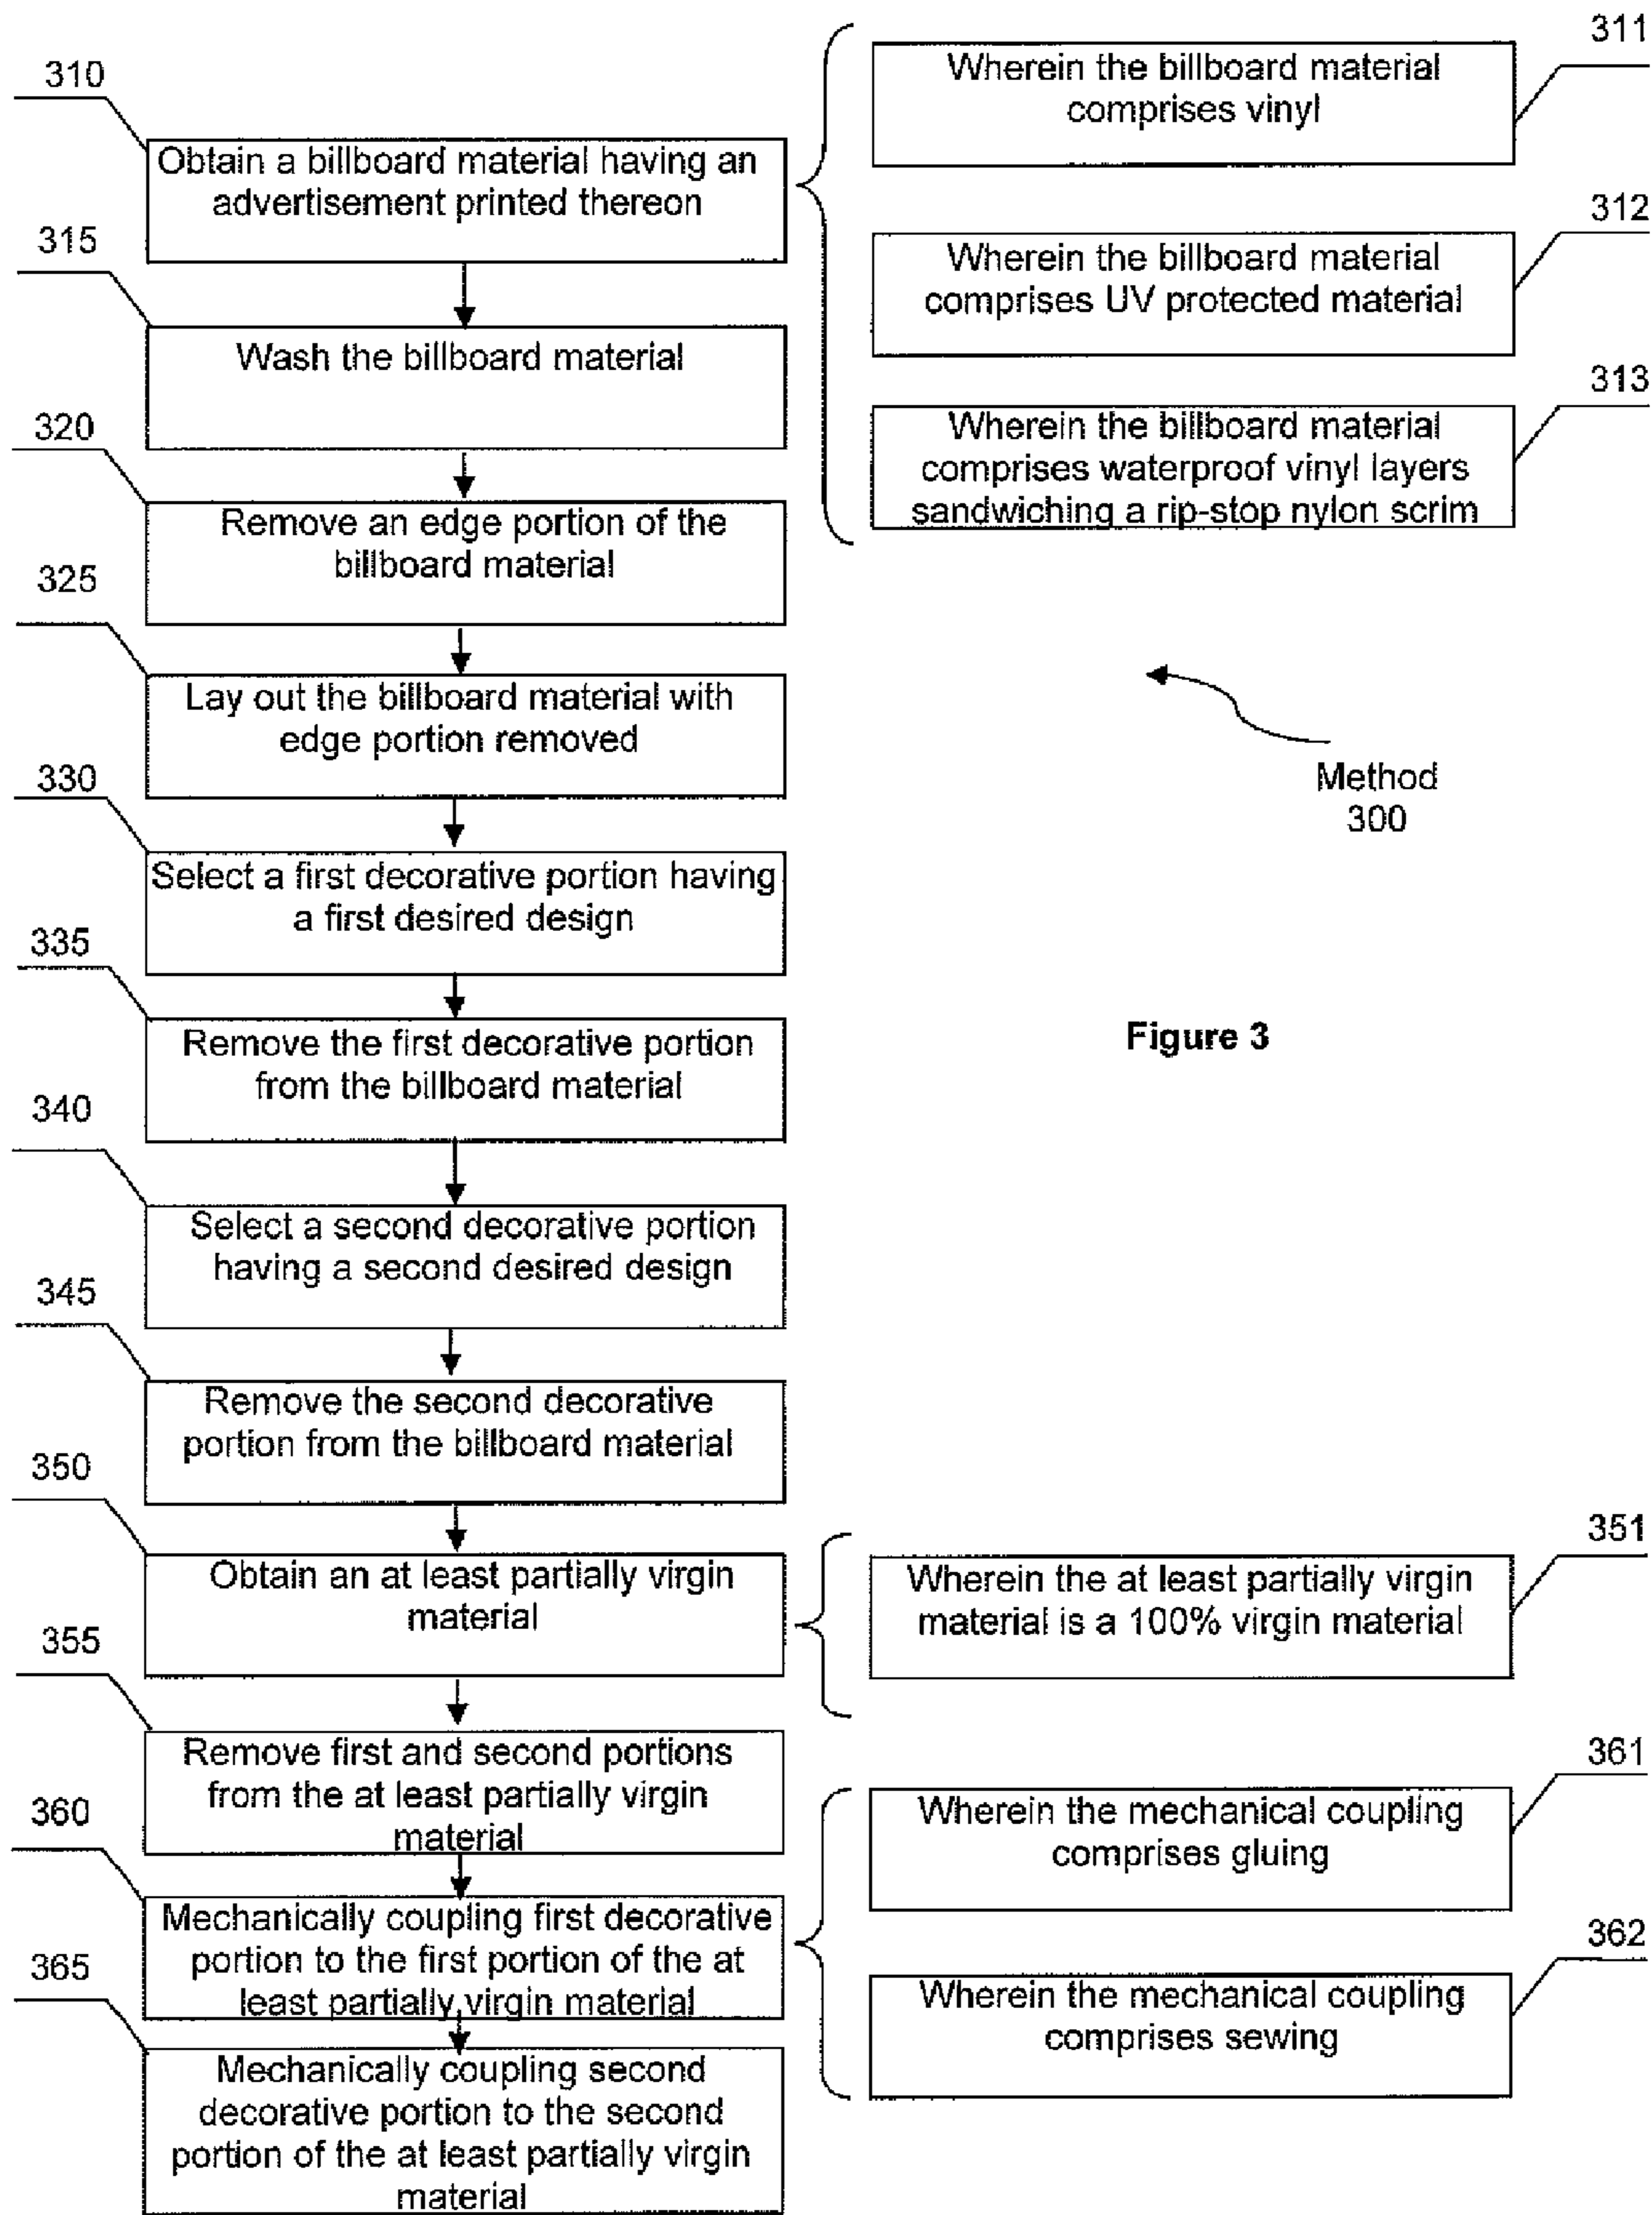 310
Obtain a billboard material having an
advertisement printed thereon
311
Wherein the billboard material
comprises vinyl
312
Wherein the billboard material
comprises UV protected material
313
Wherein the billboard material
comprises waterproof vinyl layers
sandwiching a rip-stop nylon scrim
315
Wash the billboard material
320
Remove an edge portion of the
billboard material
325
Lay out the billboard material with
edge portion removed
Method
300
330
Select a first decorative portion having
a first desired design
335
Remove the first decorative portion
from the billboard material
Figure 3
340
Select a second decorative portion
having a second desired design
345
Remove the second decorative
portion from the billboard material
350
Obtain an at least partially virgin
material
351
Wherein the at least partially virgin
material is a 100% virgin material
355
Remove first and second portions
from the at least partially virgin
material
360
Mechanically coupling first decorative
portion to the first portion of the at
least partially virgin material
361
Wherein the mechanical coupling
comprises gluing
362
Wherein the mechanical coupling
comprises sewing
365
Mechanically coupling second
decorative portion to the second
portion of the at least partially virgin
material